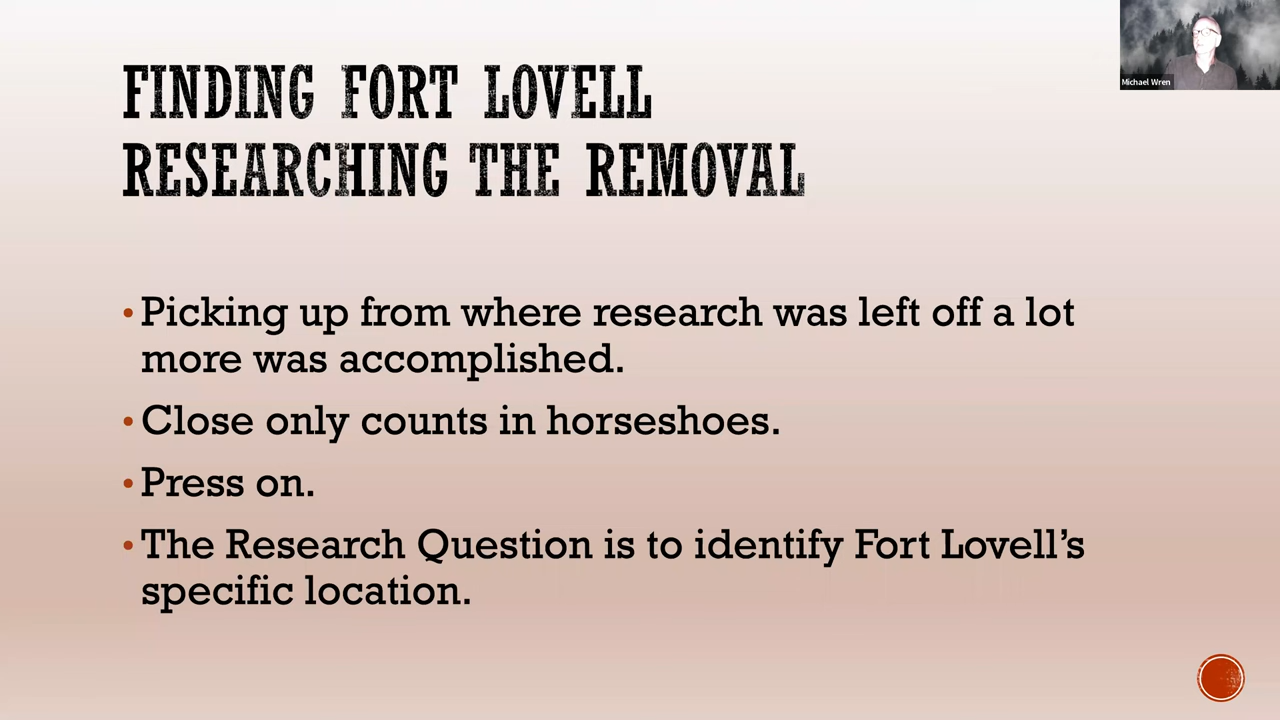 FINDING FORT LOVELL
RESEARCHING THE REMOVAL
Michael Wren
• Picking up from where research was left off a lot
more was accomplished.
• Close only counts in horseshoes.
• Press on.
• The Research Question is to identify Fort Lovell's
specific location.